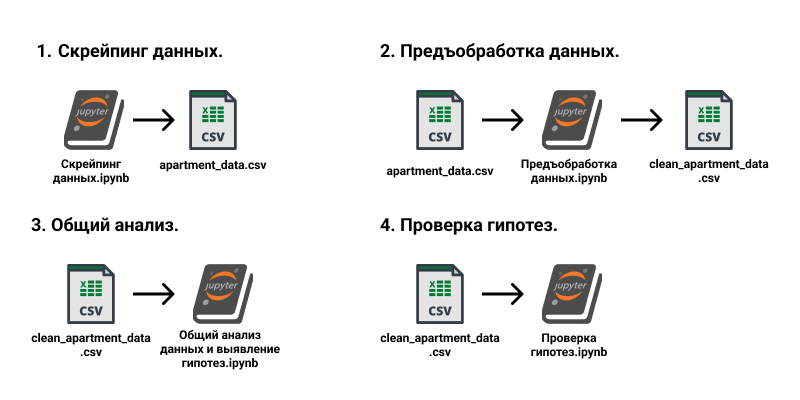 1. Скрейпинг данных.
jupyter
X
CSV
Скрейпинг
данных.ipynb
apartment_data.csv
2. Предъобработка данных.
X
CSV
jupyter
X
CSV
apartment_data.csv
Предъобработка
данных.ipynb
clean_apartment_data
.csv
3. Общий анализ.
X
CSV
jupyter
clean_apartment_data
.csv
Общий анализ
данных и выявление
гипотез.ipynb
4. Проверка гипотез.
X
CSV
jupyter
clean_apartment_data
.csv
Проверка
гипотез.ipynb